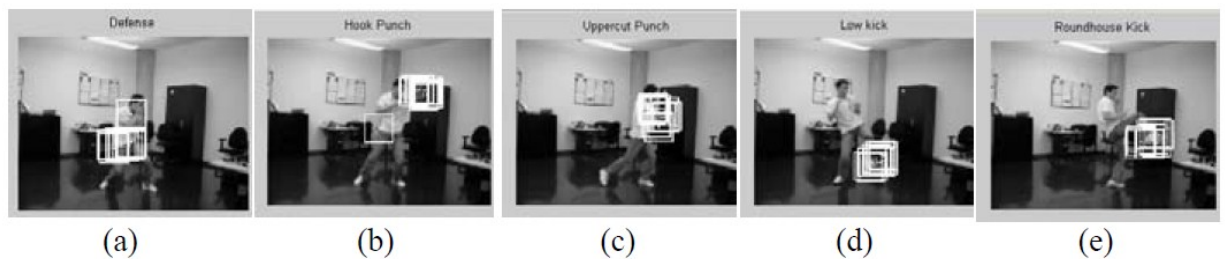 Defense
Hook Punch
Uppercut Punch
Low kick
Roundhouse Kick
(a)
(b)
(c)
(d)
(e)